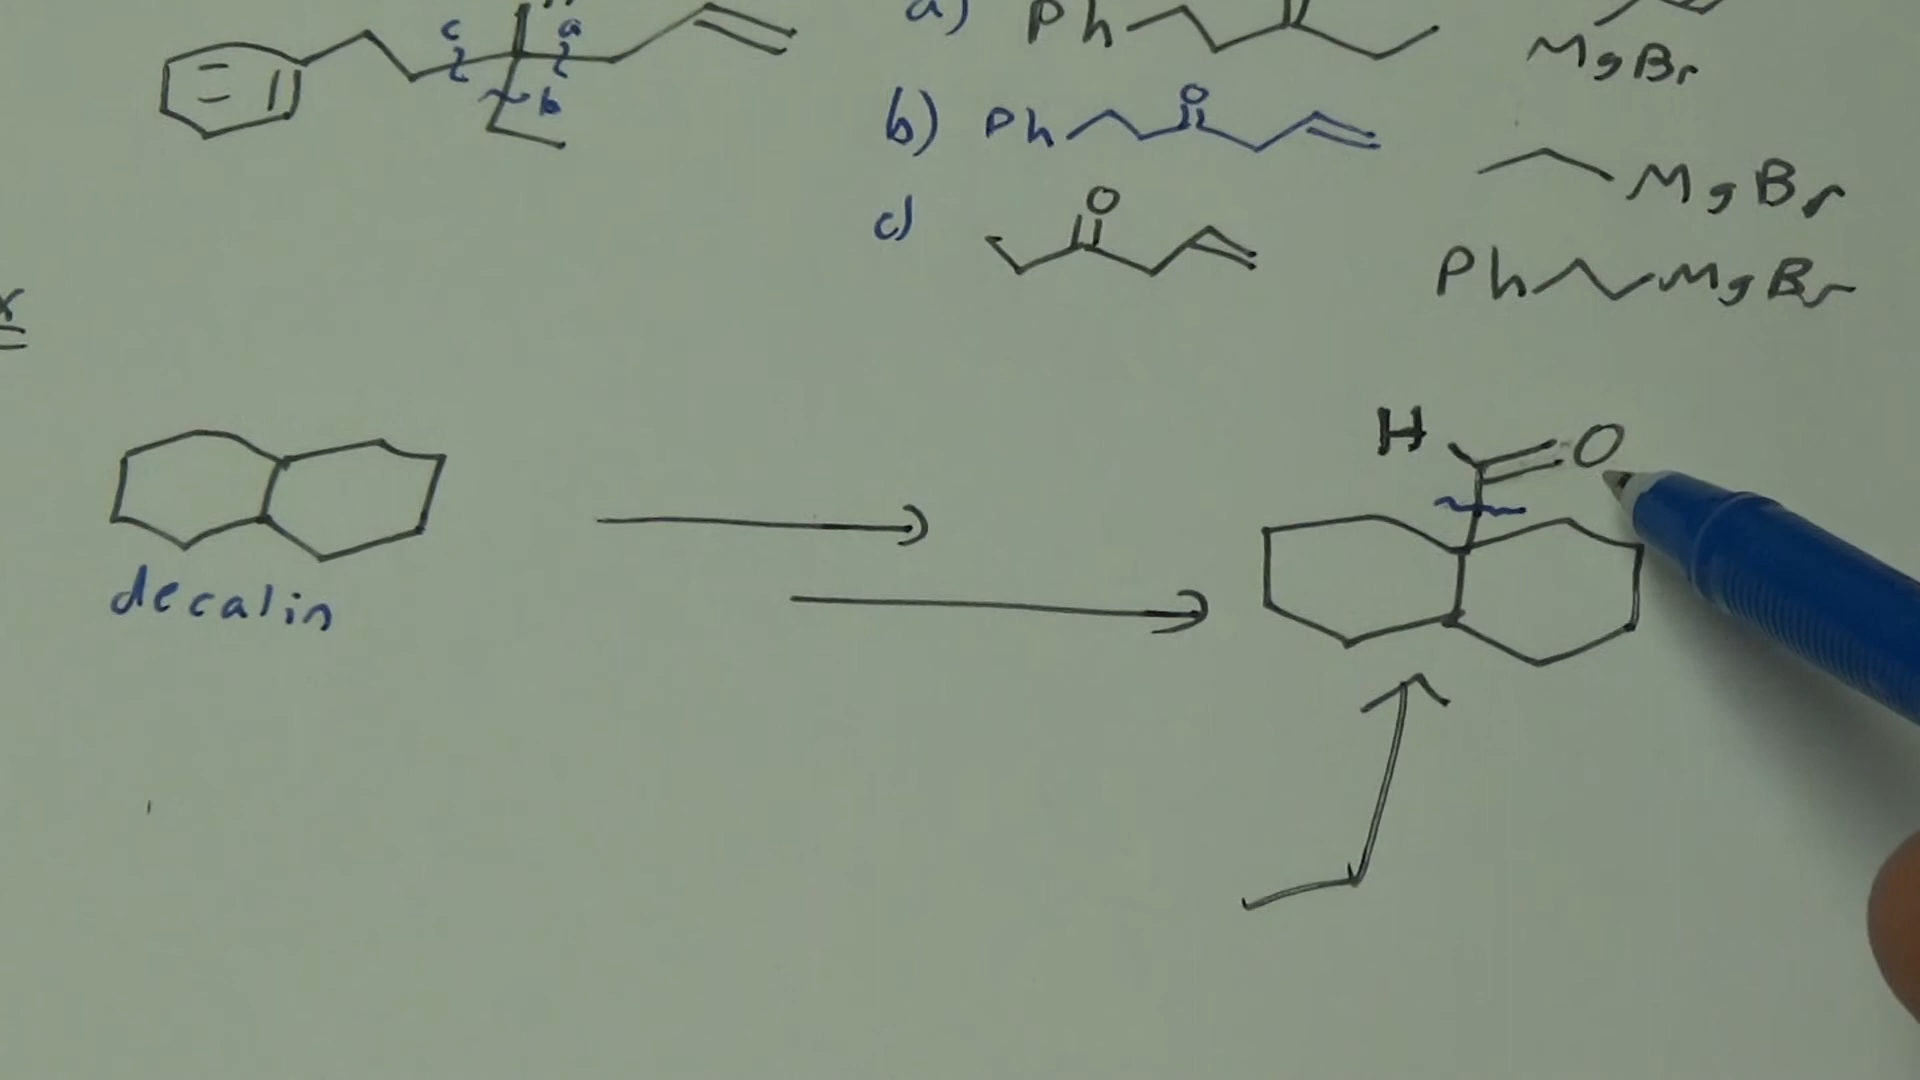 c a
b
a) Ph
MgBr
b) Ph O
MgBr
c) O
Ph MgBr
H O
decalin